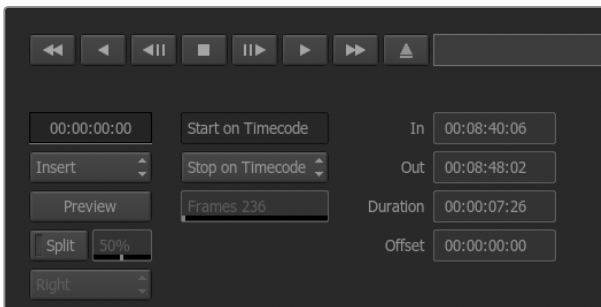 00:00:00:00 Start on Timecode In 00:08:40:06
Insert Stop on Timecode Out 00:08:48:02
Preview Frames 236 Duration 00:00:07:26
Split 50% Offset 00:00:00:00
Right